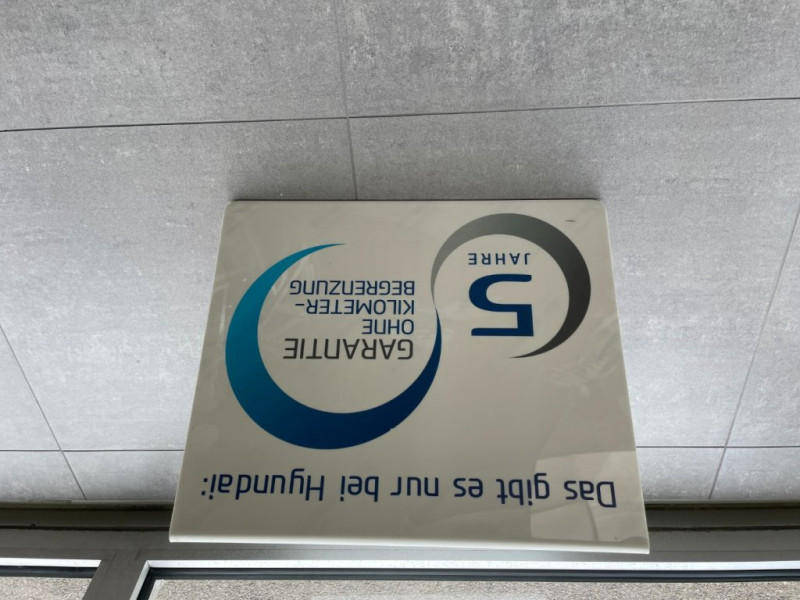 Das gibt es nur bei Hyundai:
5
JAHRE
GARANTIE
OHNE
KILOMETER-
BEGRENZUNG